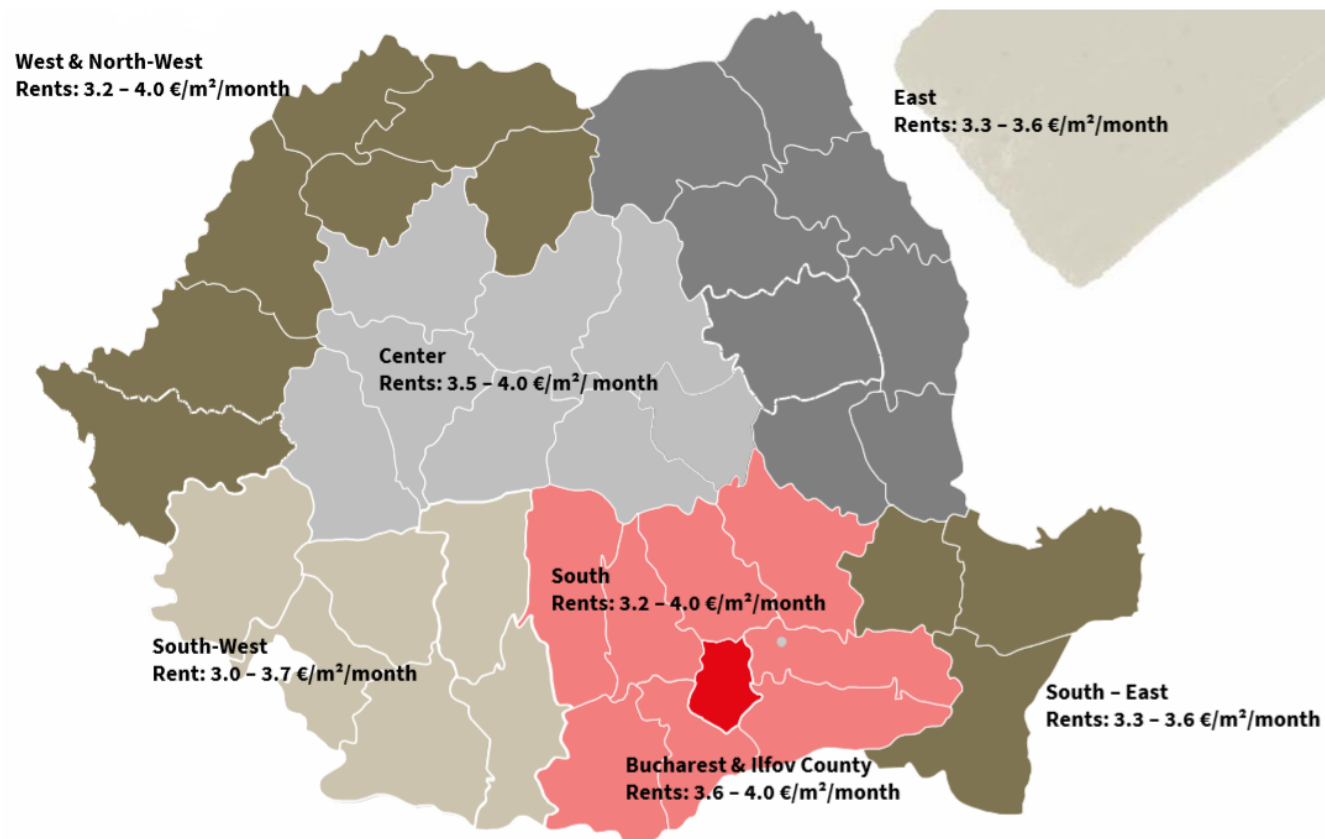 West & North-West
Rents: 3.2 – 4.0 €/m²/month
East
Rents: 3.3 – 3.6 €/m²/month
Center
Rents: 3.5 – 4.0 €/m²/ month
South
Rents: 3.2 – 4.0 €/m²/month
South-West
Rent: 3.0 – 3.7 €/m²/month
South – East
Rents: 3.3 – 3.6 €/m²/month
Bucharest & Ilfov County
Rents: 3.6 – 4.0 €/m²/month